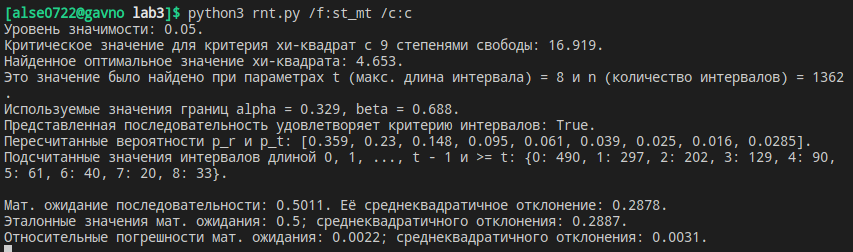 [alse0722@gavno lab3]$ python3 rnt.py /f:st_mt /c:c
Уровень значимости: 0.05.
Критическое значение для критерия хи-квадрат с 9 степенями свободы: 16.919.
Найденное оптимальное значение хи-квадрата: 4.653.
Это значение было найдено при параметрах t (макс. длина интервала) = 8 и n (количество интервалов) = 1362
.
Используемые значения границ alpha = 0.329, beta = 0.688.
Представленная последовательность удовлетворяет критерию интервалов: True.
Пересчитанные вероятности p_r и p_t: [0.359, 0.23, 0.148, 0.095, 0.061, 0.039, 0.025, 0.016, 0.0285].
Подсчитанные значения интервалов длиной 0, 1, ..., t - 1 и >= t: {0: 490, 1: 297, 2: 202, 3: 129, 4: 90,
5: 61, 6: 40, 7: 20, 8: 33}.
Мат. ожидание последовательности: 0.5011. Её среднеквадратичное отклонение: 0.2878.
Эталонные значения мат. ожидания: 0.5; среднеквадратичного отклонения: 0.2887.
Относительные погрешности мат. ожидания: 0.0022; среднеквадратичного отклонения: 0.0031.